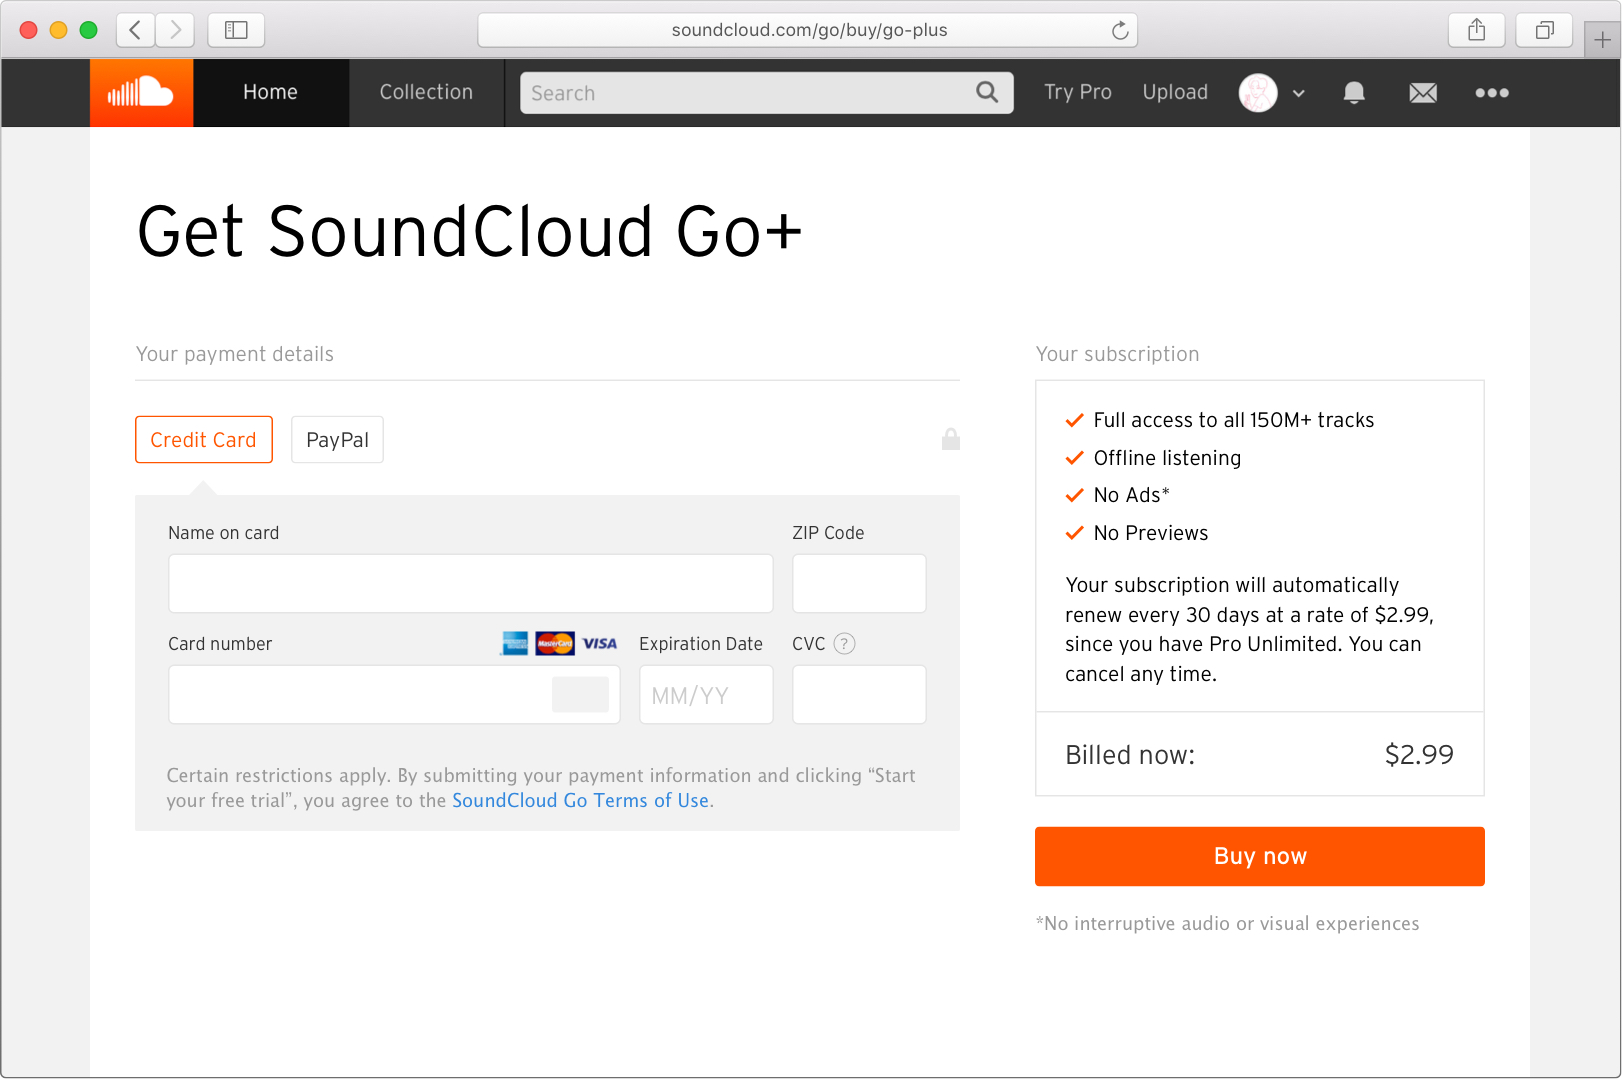 soundcloud.com/go/buy/go-plus
Home
Collection
Search
Try Pro
Upload
Get SoundCloud Go+
Your payment details
Credit Card
PayPal
Name on card
ZIP Code
Card number
AMERICAN EXPRESS
MasterCard
VISA
Expiration Date
CVC ?
MM/YY
Certain restrictions apply. By submitting your payment information and clicking “Start
your free trial”, you agree to the SoundCloud Go Terms of Use.
Your subscription
Full access to all 150M+ tracks
Offline listening
No Ads*
No Previews
Your subscription will automatically
renew every 30 days at a rate of $2.99,
since you have Pro Unlimited. You can
cancel any time.
Billed now: $2.99
Buy now
*No interruptive audio or visual experiences